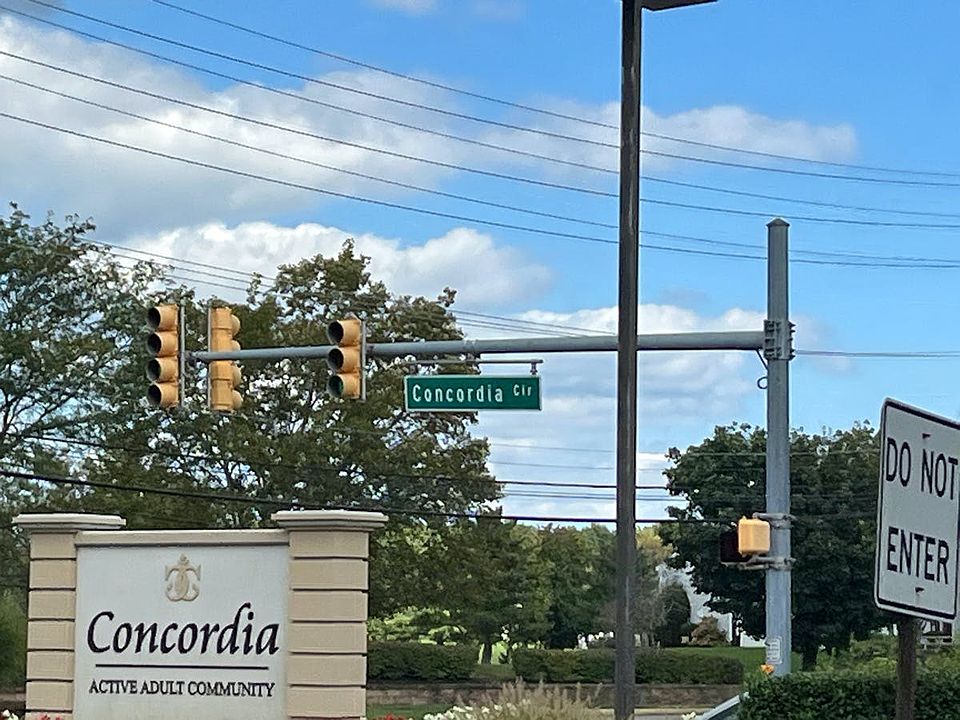 Concordia Cir
DO NOT
ENTER
Concordia
ACTIVE ADULT COMMUNITY